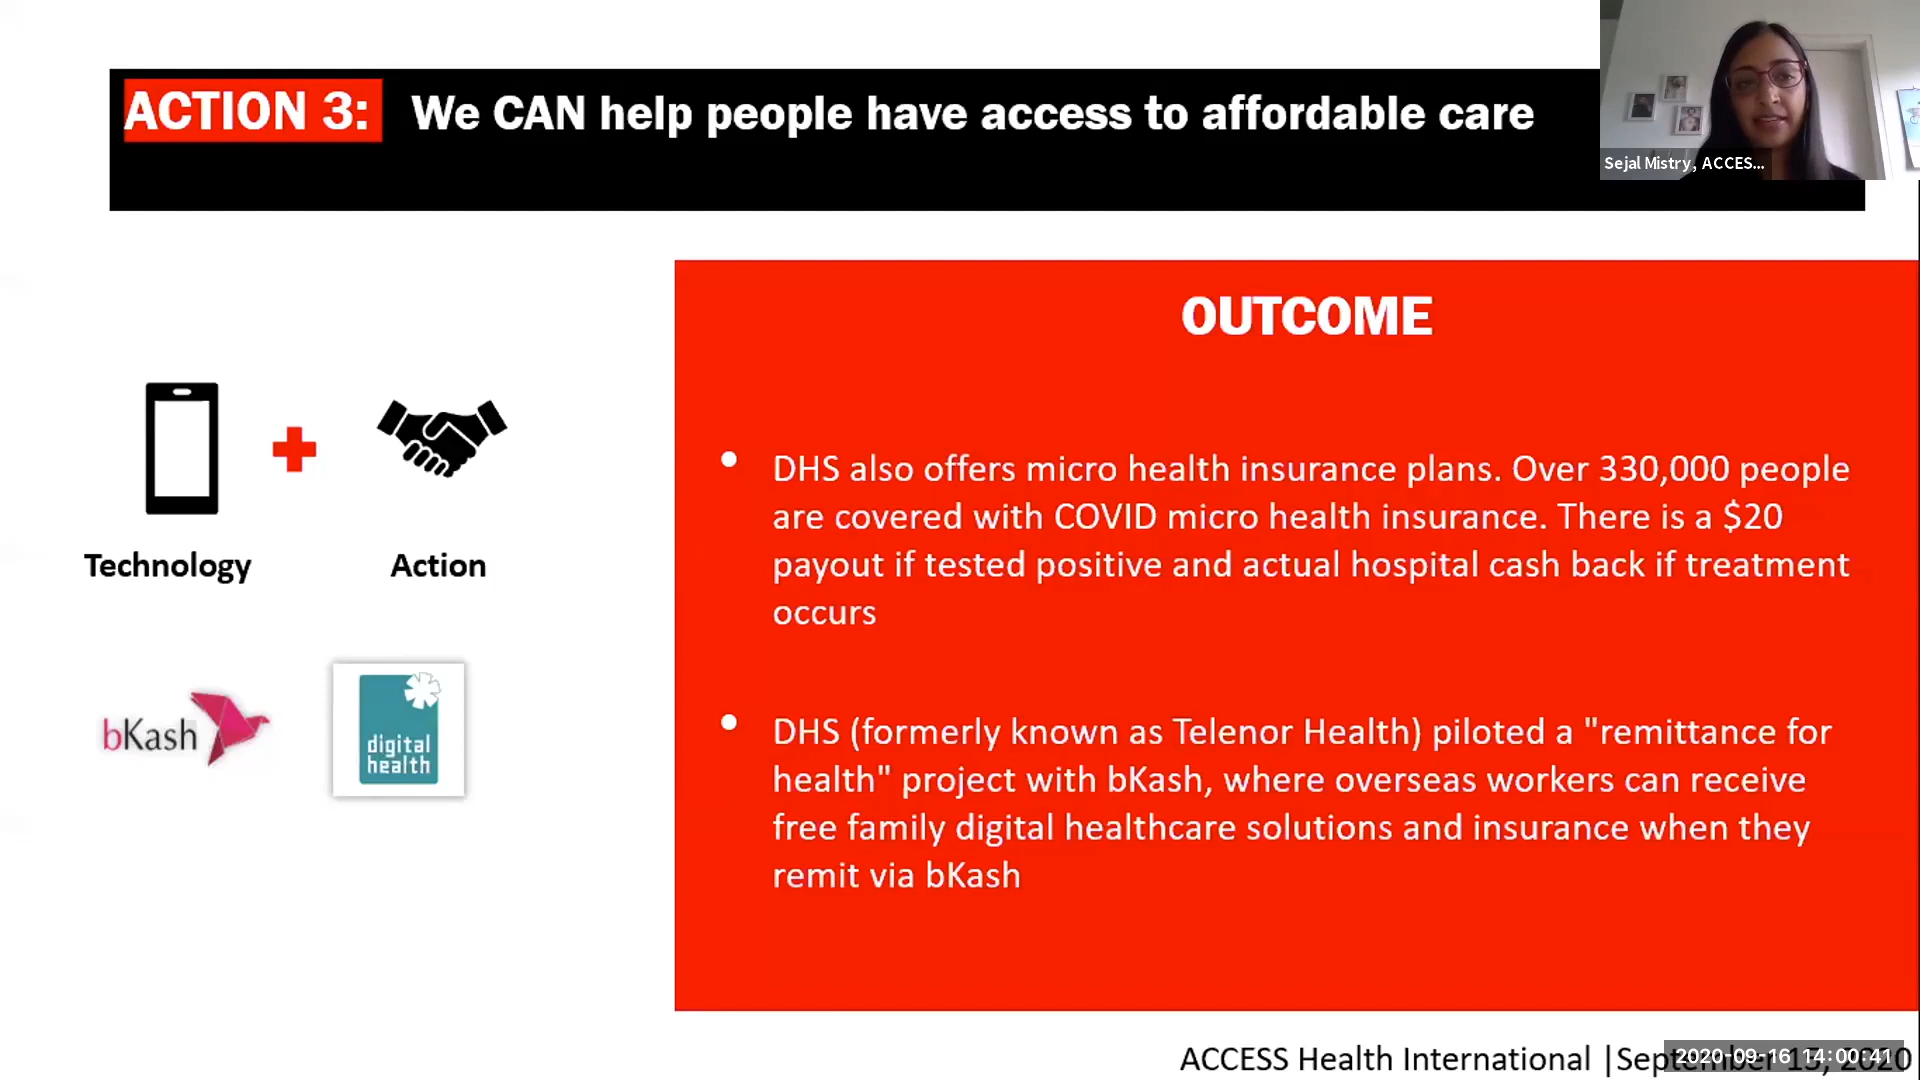 ACTION 3: We CAN help people have access to affordable care
Sejal Mistry, ACCES...
OUTCOME
Technology
Action
bKash
digital
health
• DHS also offers micro health insurance plans. Over 330,000 people
are covered with COVID micro health insurance. There is a $20
payout if tested positive and actual hospital cash back if treatment
occurs
• DHS (formerly known as Telenor Health) piloted a "remittance for
health" project with bKash, where overseas workers can receive
free family digital healthcare solutions and insurance when they
remit via bKash
ACCESS Health International |September 15, 2020
2020-09-16 14:00:41